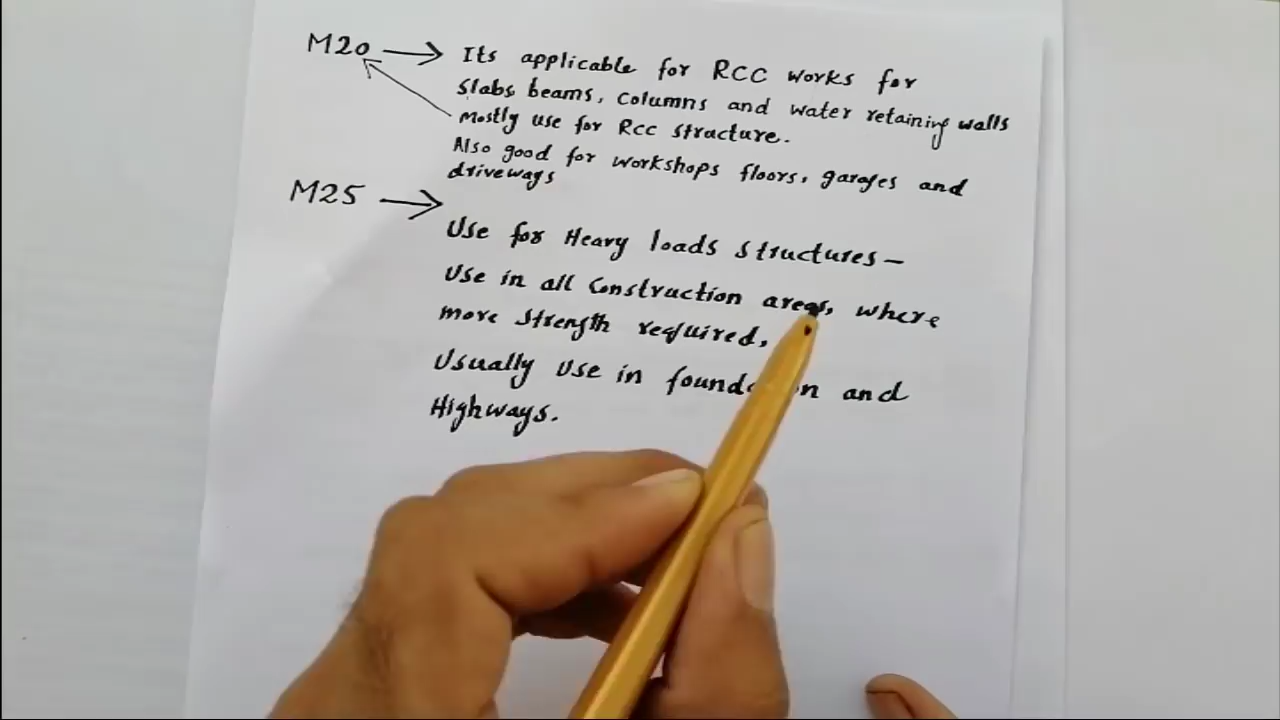 M20 → Its applicable for RCC works for
slabs beams, columns and water retaining walls
Mostly use for Rcc structure.
Also good for workshops floors, garages and
driveways
M25 →
Use for Heavy loads structures–
Use in all Construction areas, where
more strength required,
Usually use in and
Highways.